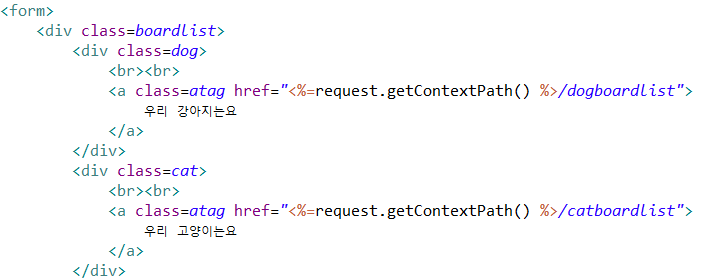 <form>
<div class=boardlist>
<div class=dog>
<br><br>
<a class=atag href="<%=request.getContextPath() %>/dogboardlist">
우리 강아지는요
</a>
</div>
<div class=cat>
<br><br>
<a class=atag href="<%=request.getContextPath() %>/catboardlist">
우리 고양이는요
</a>
</div>